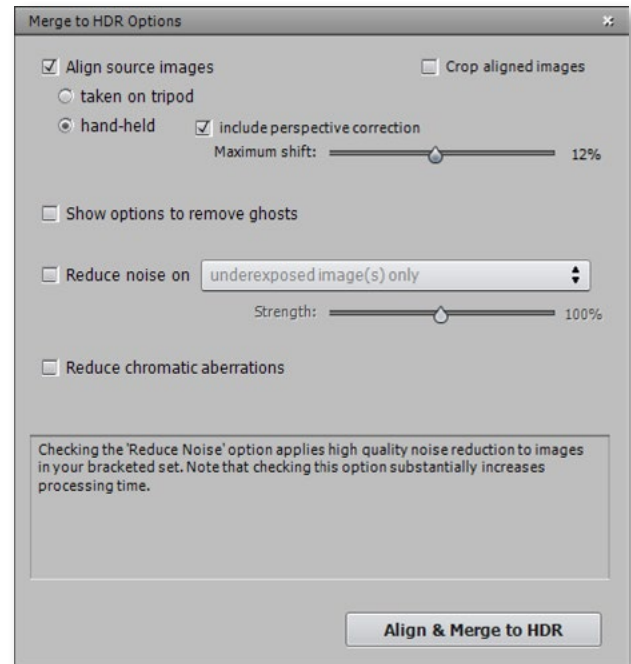 Merge to HDR Options
Align source images
Crop aligned images
taken on tripod
hand-held
include perspective correction
Maximum shift:
12%
Show options to remove ghosts
Reduce noise on
underexposed image(s) only
Strength:
100%
Reduce chromatic aberrations
Checking the 'Reduce Noise' option applies high quality noise reduction to images
in your bracketed set. Note that checking this option substantially increases
processing time.
Align & Merge to HDR